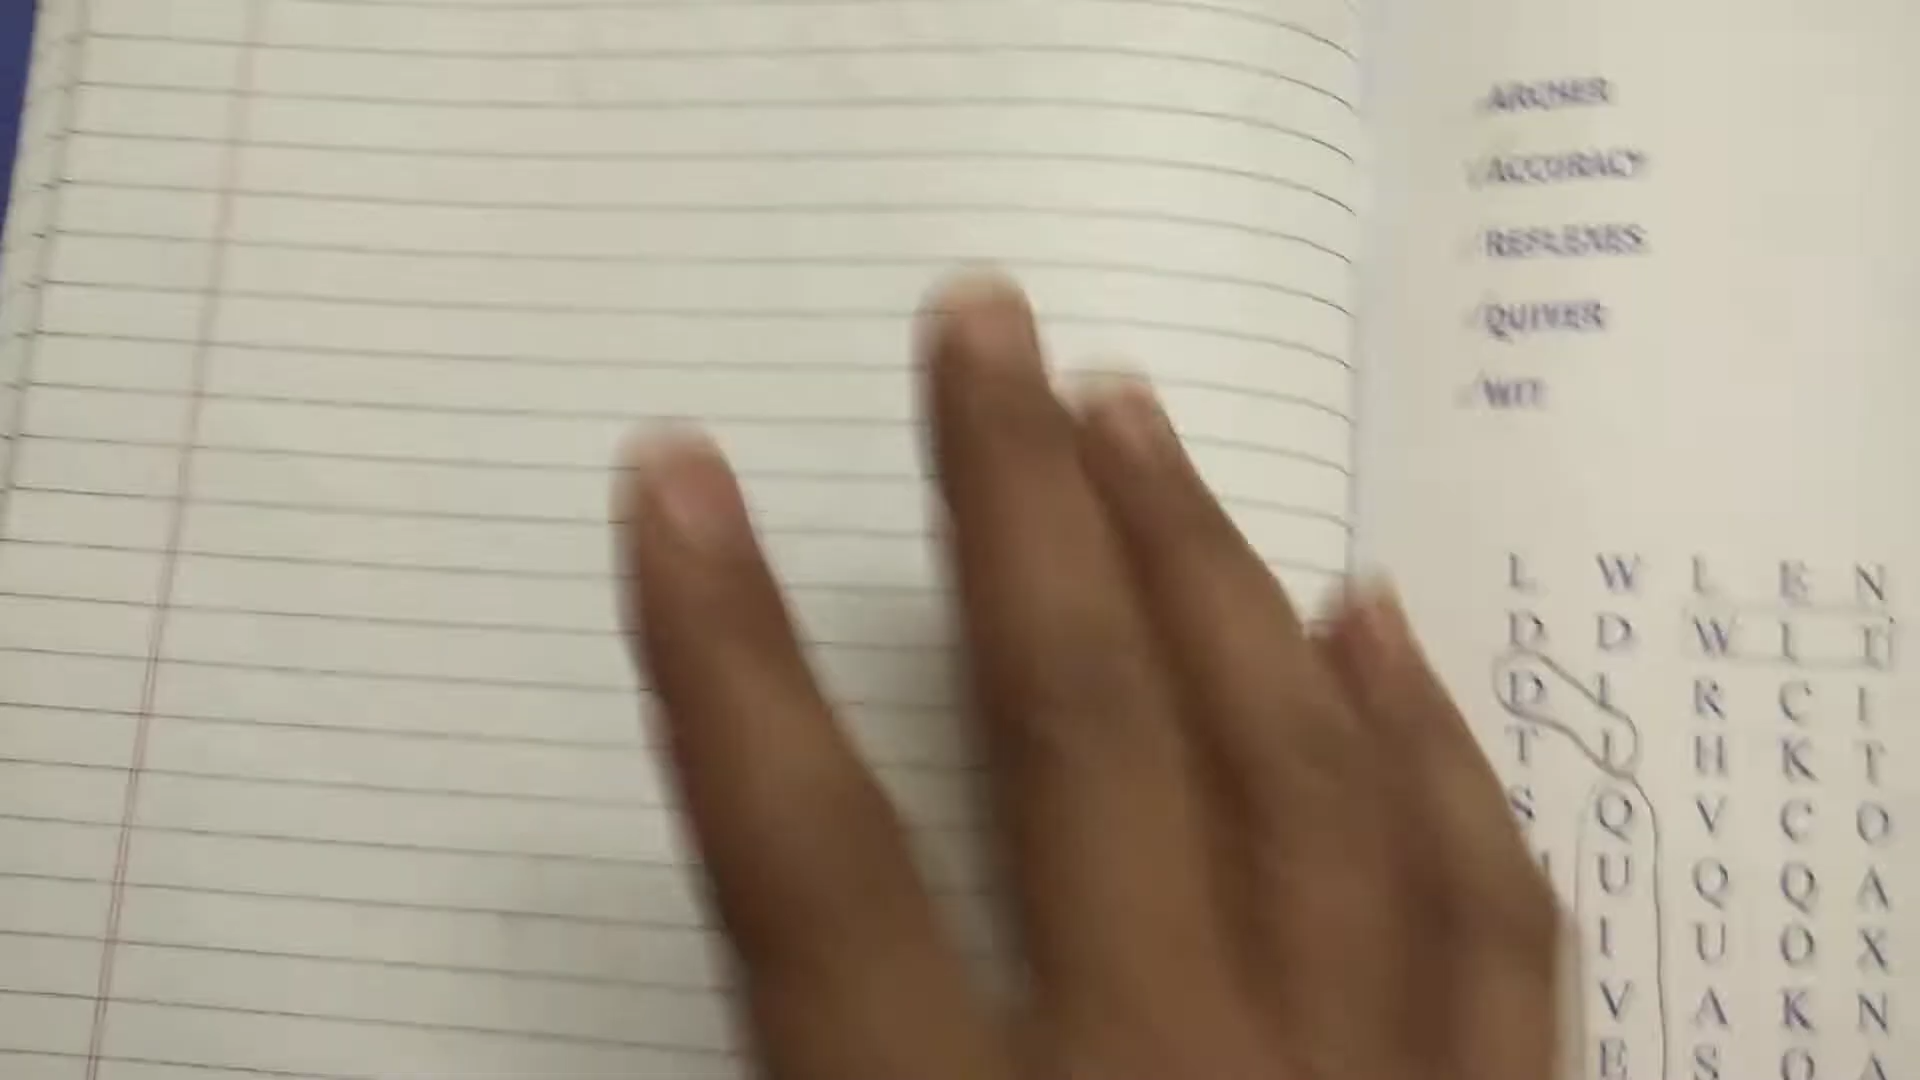 ARCHER
ACCURACY
REFLEXES
QUIVER
WIT
L W L E N
D D W I
D L R C I
T I H K T
S Q V C O
U Q Q A
I U O X
V A K N
E S